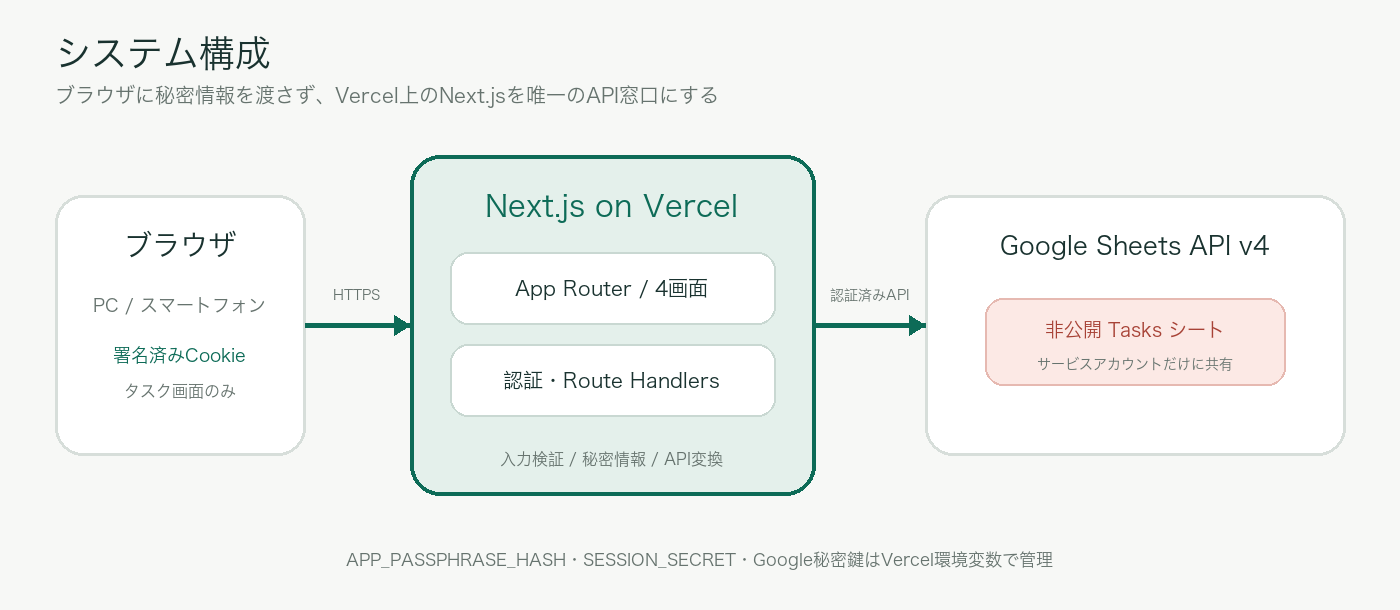 システム構成
ブラウザに秘密情報を渡さず、Vercel上のNext.jsを唯一のAPI窓口にする
ブラウザ
PC / スマートフォン
署名済みCookie
タスク画面のみ
HTTPS
Next.js on Vercel
App Router / 4画面
認証・Route Handlers
入力検証 / 秘密情報 / API変換
認証済みAPI
Google Sheets API v4
非公開 Tasks シート
サービスアカウントだけに共有
APP_PASSPHRASE_HASH・SESSION_SECRET・Google秘密鍵はVercel環境変数で管理